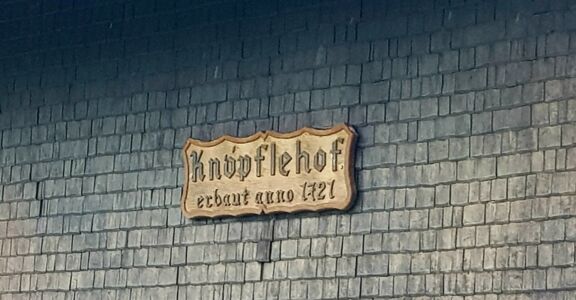 Knöpflehof
erbaut anno 1721